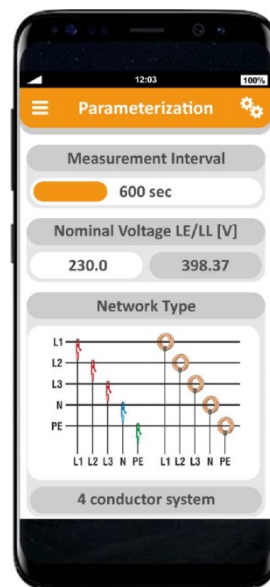 12:03
100%
Parameterization
Measurement Interval
600 sec
Nominal Voltage LE/LL [V]
230.0 398.37
Network Type
L1
L2
L3
N
PE
L1 L2 L3 N PE L1 L2 L3 N PE
4 conductor system